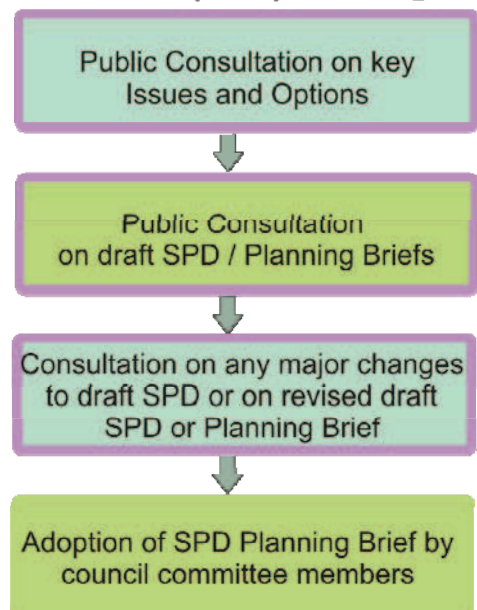 Public Consultation on key
Issues and Options
Public Consultation
on draft SPD / Planning Briefs
Consultation on any major changes
to draft SPD or on revised draft
SPD or Planning Brief
Adoption of SPD Planning Brief by
council committee members